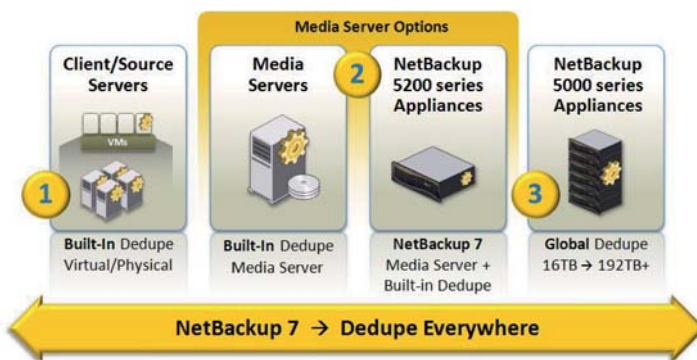 Media Server Options
Client/Source
Servers
VMs
1
Built-In Dedupe
Virtual/Physical
Media
Servers
Built-In Dedupe
Media Server
2
NetBackup
5200 series
Appliances
NetBackup 7
Media Server +
Built-in Dedupe
NetBackup
5000 series
Appliances
3
Global Dedupe
16TB → 192TB+
NetBackup 7 → Dedupe Everywhere